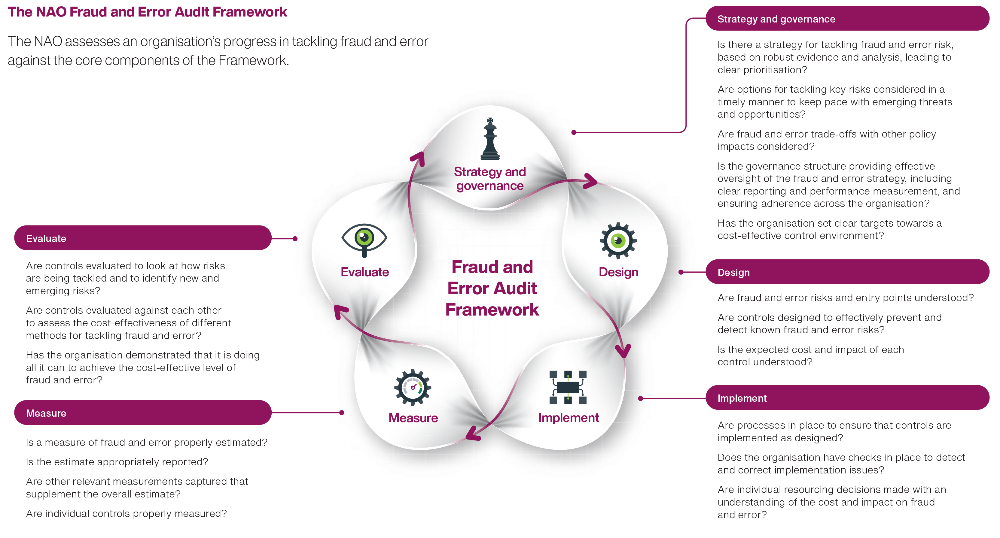 The NAO Fraud and Error Audit Framework
The NAO assesses an organisation's progress in tackling fraud and error
against the core components of the Framework.
Strategy and governance
Is there a strategy for tackling fraud and error risk,
based on robust evidence and analysis, leading to
clear prioritisation?
Are options for tackling key risks considered in a
timely manner to keep pace with emerging threats
and opportunities?
Are fraud and error trade-offs with other policy
impacts considered?
Is the governance structure providing effective
oversight of the fraud and error strategy, including
clear reporting and performance measurement, and
ensuring adherence across the organisation?
Has the organisation set clear targets towards a
cost-effective control environment?
Design
Are fraud and error risks and entry points understood?
Are controls designed to effectively prevent and
detect known fraud and error risks?
Is the expected cost and impact of each
control understood?
Implement
Are processes in place to ensure that controls are
implemented as designed?
Does the organisation have checks in place to detect
and correct implementation issues?
Are individual resourcing decisions made with an
understanding of the cost and impact on fraud
and error?
Strategy and
governance
Design
Implement
Measure
Evaluate
Fraud and
Error Audit
Framework
Evaluate
Are controls evaluated to look at how risks
are being tackled and to identify new and
emerging risks?
Are controls evaluated against each other
to assess the cost-effectiveness of different
methods for tackling fraud and error?
Has the organisation demonstrated that it is doing
all it can to achieve the cost-effective level of
fraud and error?
Measure
Is a measure of fraud and error properly estimated?
Is the estimate appropriately reported?
Are other relevant measurements captured that
supplement the overall estimate?
Are individual controls properly measured?